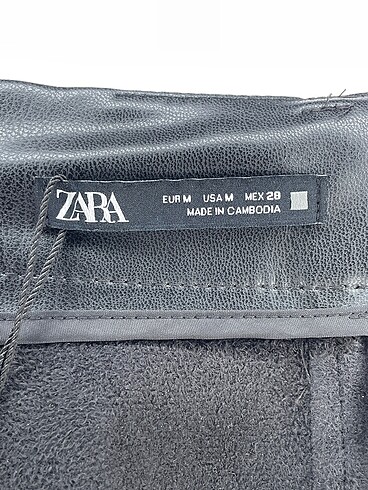 ZARA
EUR M USA M MEX 28
MADE IN CAMBODIA